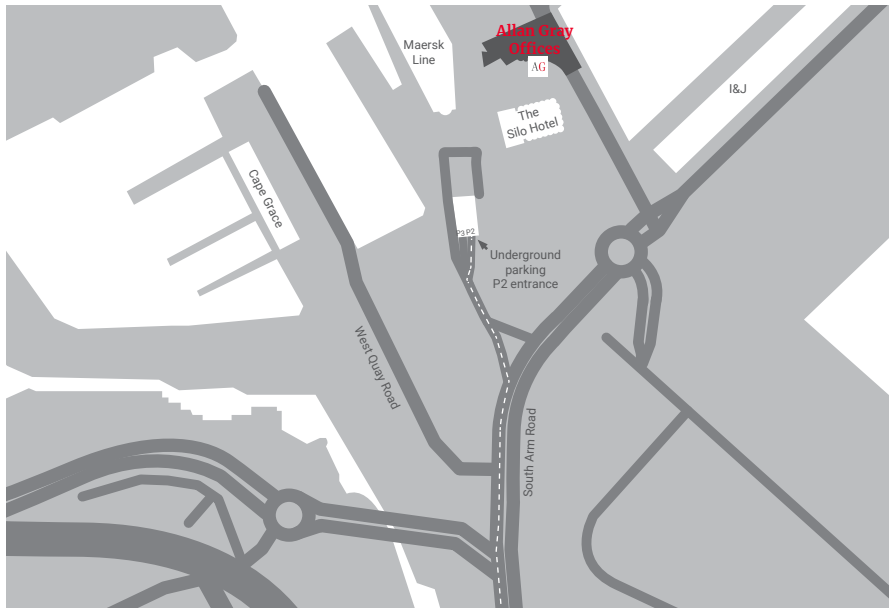 Allan Gray
Offices
AG
Maersk
Line
I&J
The
Silo Hotel
Cape Grace
P3 P2
Underground
parking
P2 entrance
West Quay Road
South Arm Road